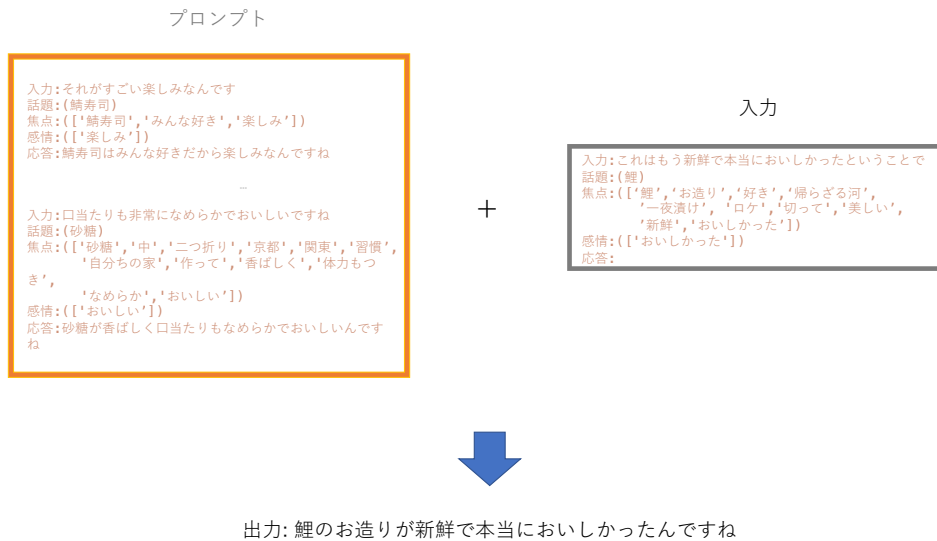 プロンプト
入力:それがすごい楽しみなんです
話題:(鯖寿司)
焦点:(['鯖寿司','みんな好き','楽しみ’])
感情:(['楽しみ’])
応答:鯖寿司はみんな好きだから楽しみなんですね
…
入力:口当たりも非常になめらかでおいしいですね
話題:(砂糖)
焦点:(['砂糖','中','二つ折り','京都','関東','習慣’,
'自分ちの家','作って','香ばしく','体力もつ
き’,
'なめらか','おいしい'])
感情:(['おいしい’])
応答:砂糖が香ばしく口当たりもなめらかでおいしいんです
ね
+
入力
入力:これはもう新鮮で本当においしかったということで
話題:(鯉)
焦点:([‘鯉’,‘お造り’,‘好き’,‘帰らざる河’,
’一夜漬け’, ‘ロケ’,‘切って’,‘美しい’,
’新鮮’,‘おいしかった’])
感情:([‘おいしかった’])
応答:
出力: 鯉のお造りが新鮮で本当においしかったんですね